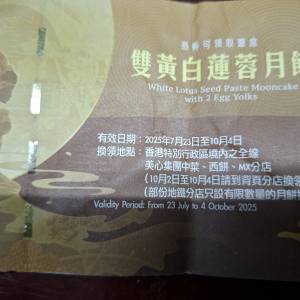 憑券可換取壹盒
雙黃白蓮蓉月餅
White Lotus Seed Paste Mooncake
with 2 Egg Yolks
有效日期：2025年7月23日至10月4日
換領地點：香港特別行政區境內之全線
美心集團中菜、西餅、MX分店
(10月2日至10月4日請到背頁分店換領
(部份地鐵分店只設有限數量的月餅
Validity Period: From 23 July to 4 October 2025